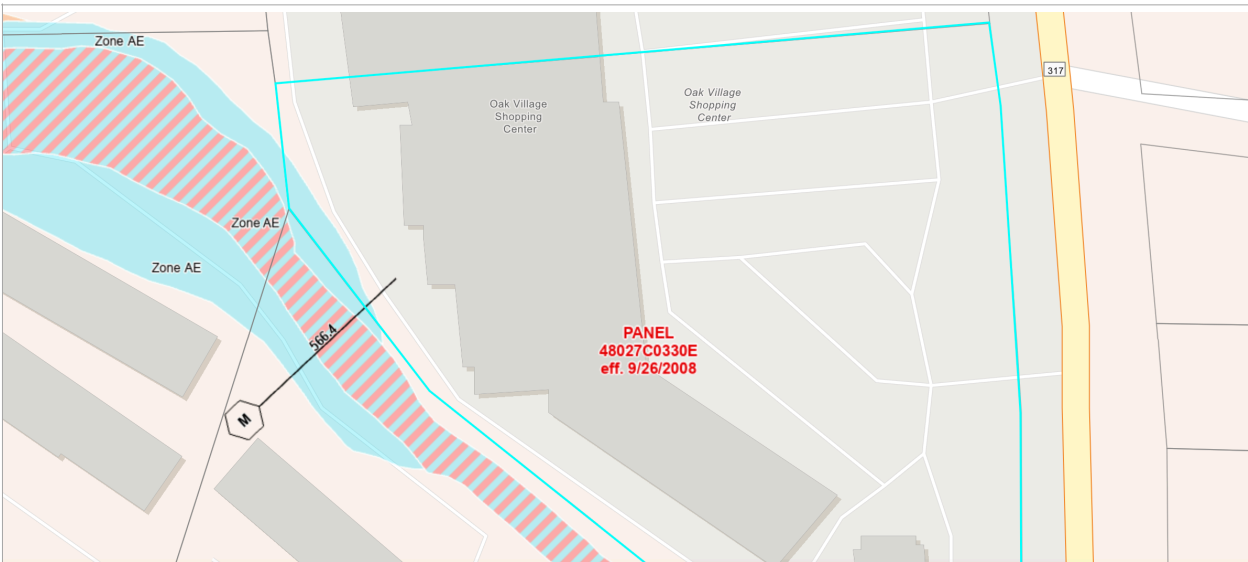 Zone AE
317
Oak Village
Shopping
Center
Oak Village
Shopping
Center
Zone AE
Zone AE
566.4
PANEL
48027C0330E
eff. 9/26/2008
M